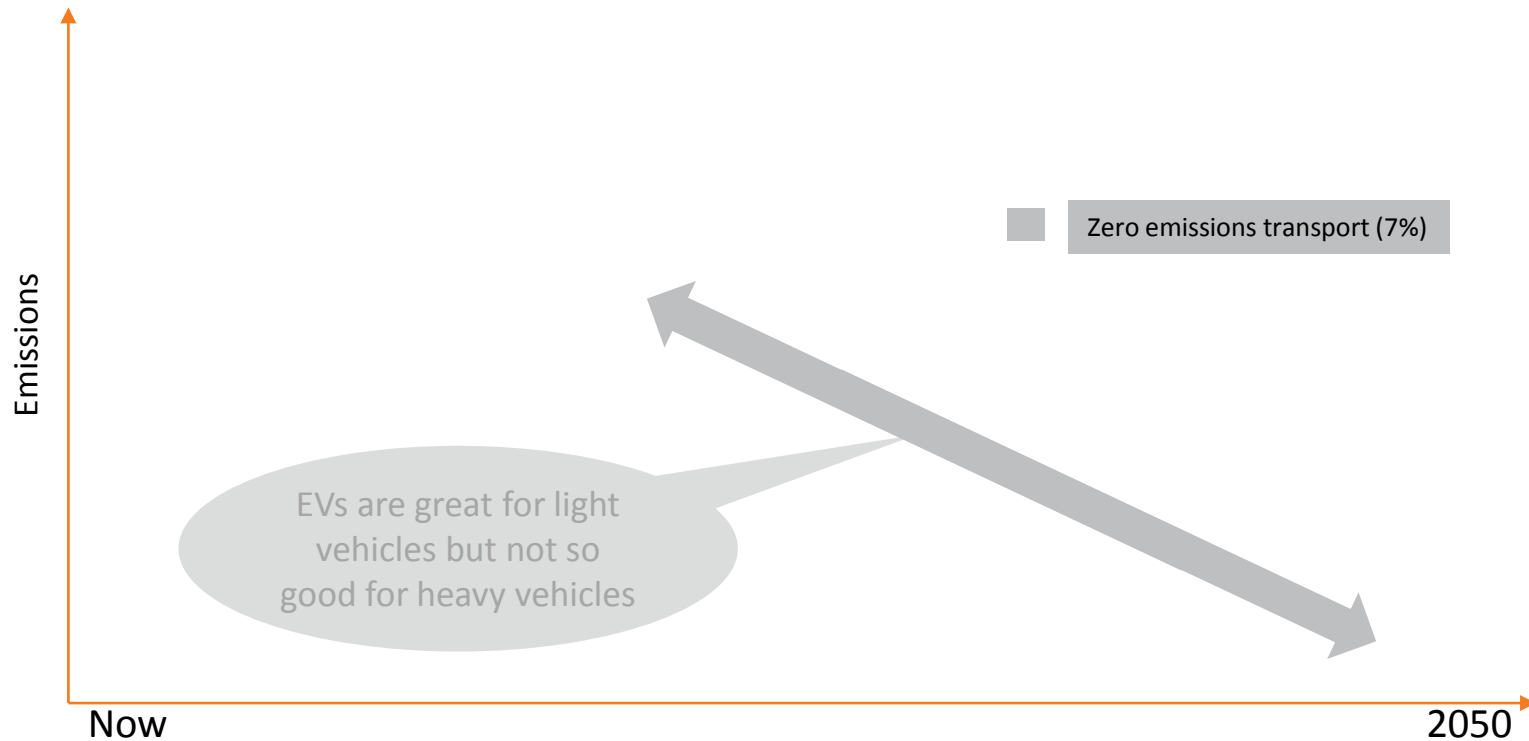 Zero emissions transport (7%)
Emissions
EVs are great for light
vehicles but not so
good for heavy vehicles
Now
2050